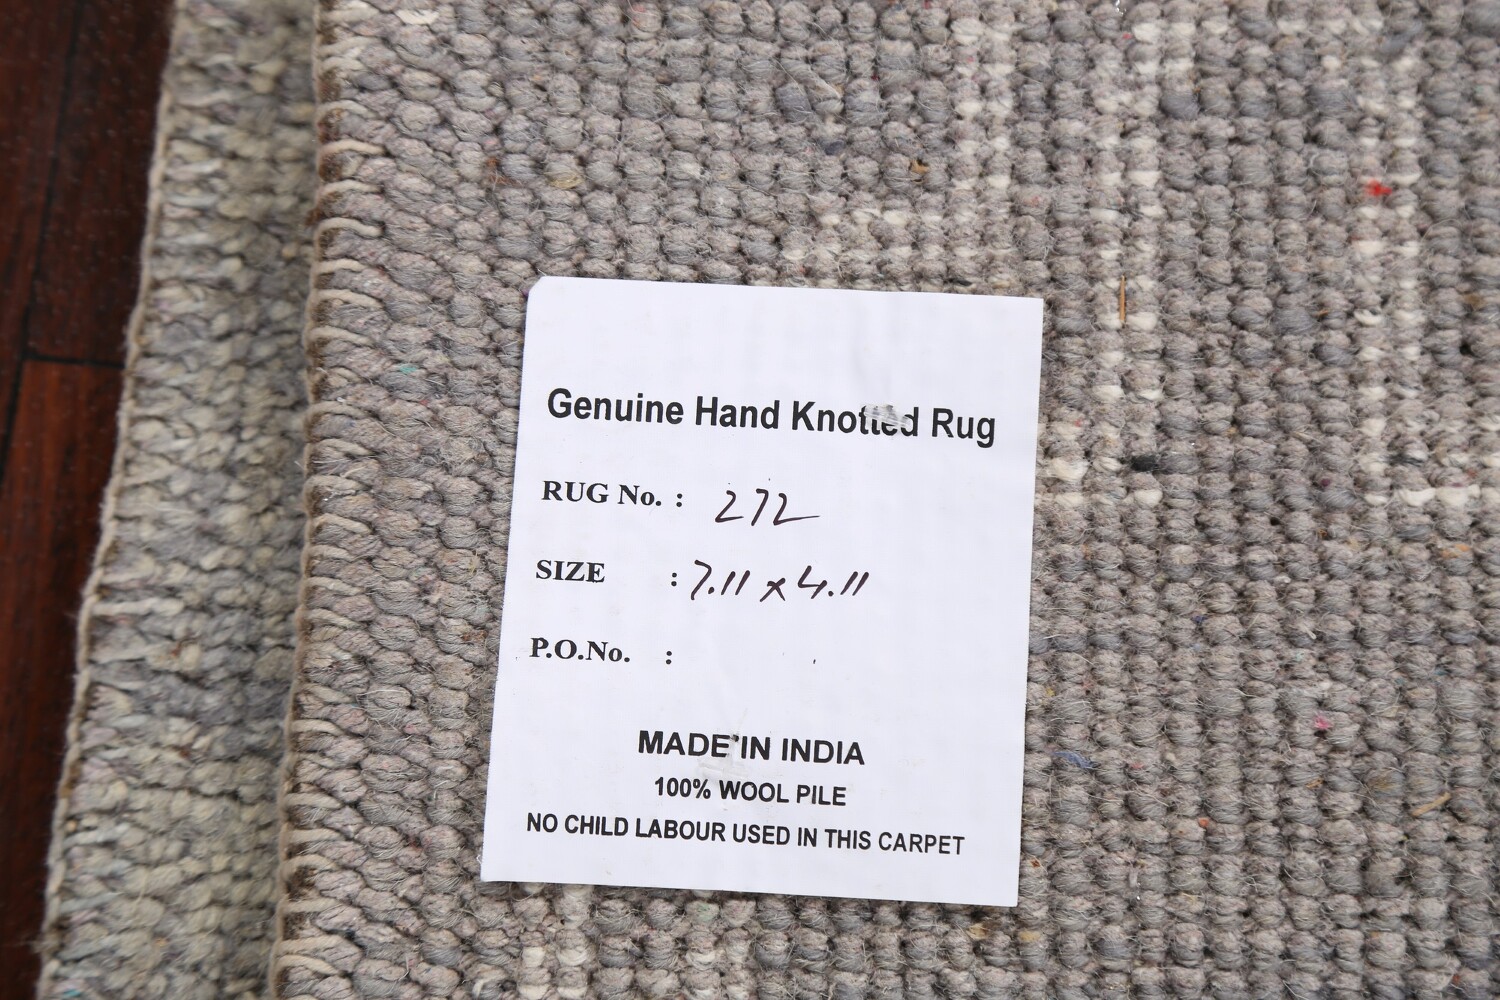 Genuine Hand Knotted Rug
RUG No. : 272
SIZE : 7.11 x 4.11
P.O.No. :
MADE IN INDIA
100% WOOL PILE
NO CHILD LABOUR USED IN THIS CARPET